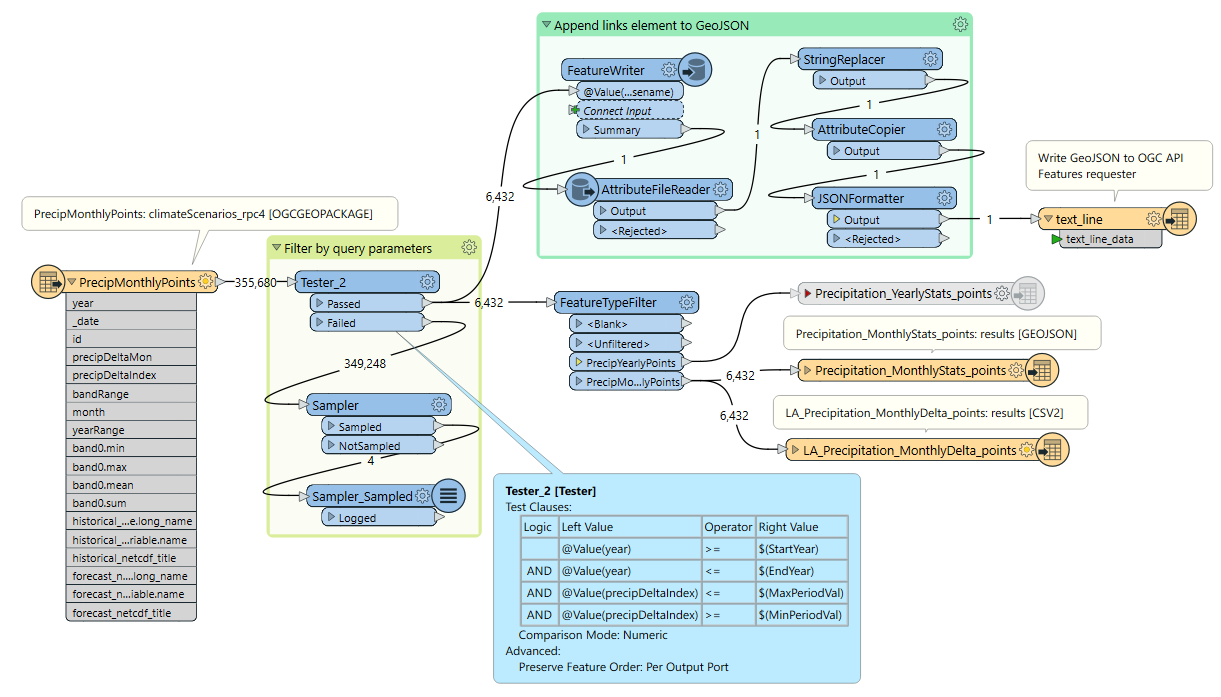 Append links element to GeoJSON
FeatureWriter
@Value(...sename)
Connect Input
Summary
1
AttributeFileReader
Output
<Rejected>
1
StringReplacer
Output
1
AttributeCopier
Output
1
JSONFormatter
Output
<Rejected>
1
Write GeoJSON to OGC API
Features requester
text_line
text_line_data
PrecipMonthlyPoints: climateScenarios_rpc4 [OGCGEOPACKAGE]
PrecipMonthlyPoints
year
_date
id
precipDeltaMon
precipDeltaIndex
bandRange
month
yearRange
band0.min
band0.max
band0.mean
band0.sum
historical_...e.long_name
historical_...riable.name
historical_netcdf_title
forecast_n....long_name
forecast_n...iable.name
forecast_netcdf_title
355,680
Filter by query parameters
Tester_2
Passed
Failed
349,248
Sampler
Sampled
NotSampled
4
Sampler_Sampled
Logged
6,432
6,432
FeatureTypeFilter
<Blank>
<Unfiltered>
PrecipYearlyPoints
PrecipMo...lyPoints
6,432
6,432
Precipitation_YearlyStats_points
Precipitation_MonthlyStats_points: results [GEOJSON]
Precipitation_MonthlyStats_points
LA_Precipitation_MonthlyDelta_points: results [CSV2]
LA_Precipitation_MonthlyDelta_points
Tester_2 [Tester]
Test Clauses:
Logic Left Value Operator Right Value
@Value(year) >= $(StartYear)
AND @Value(year) <= $(EndYear)
AND @Value(precipDeltaIndex) <= $(MaxPeriodVal)
AND @Value(precipDeltaIndex) >= $(MinPeriodVal)
Comparison Mode: Numeric
Advanced:
Preserve Feature Order: Per Output Port